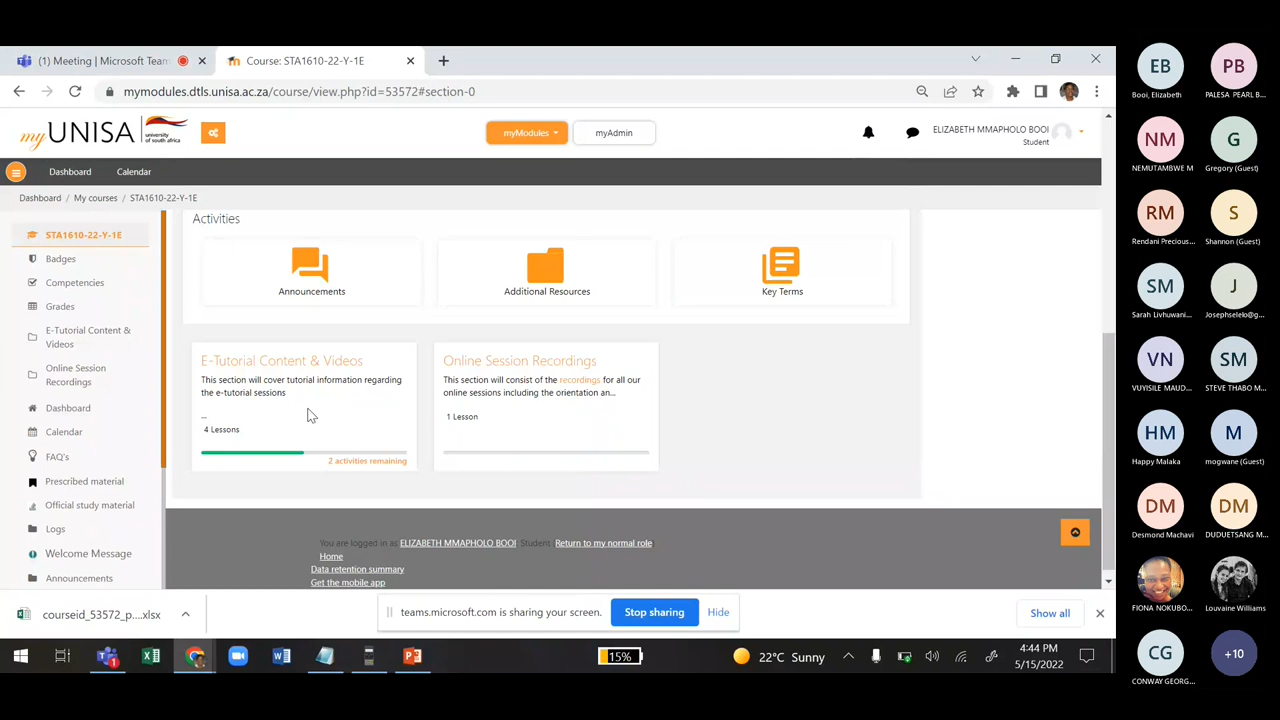 (1) Meeting | Microsoft Team
Course: STA1610-22-Y-1E
mymodules.dtls.unisa.ac.za/course/view.php?id=53572#section-0
myUNISA
university
of south africa
myModules
myAdmin
ELIZABETH MMAPHOLO BOOI
Student
Dashboard
Calendar
Dashboard / My courses / STA1610-22-Y-1E
STA1610-22-Y-1E
Badges
Competencies
Grades
E-Tutorial Content &
Videos
Online Session
Recordings
Dashboard
Calendar
FAQ's
Prescribed material
Official study material
Logs
Welcome Message
Announcements
Activities
Announcements
Additional Resources
Key Terms
E-Tutorial Content & Videos
This section will cover tutorial information regarding
the e-tutorial sessions
...
4 Lessons
2 activities remaining
Online Session Recordings
This section will consist of the recordings for all our
online sessions including the orientation an...
1 Lesson
You are logged in as ELIZABETH MMAPHOLO BOOI: Student (Return to my normal role)
Home
Data retention summary
Get the mobile app
courseid_53572_p....xlsx
teams.microsoft.com is sharing your screen.
Stop sharing
Hide
Show all
15%
22°C Sunny
4:44 PM
5/15/2022
1
EB
Booi, Elizabeth
PB
PALESA PEARL B...
NM
NEMUTAMBWE M
G
Gregory (Guest)
RM
Rendani Precious...
S
Shannon (Guest)
SM
Sarah Livhuwani...
J
Josephselelo@g...
VN
VUYISILE MAUD...
SM
STEVE THABO M...
HM
Happy Malaka
M
mogwane (Guest)
DM
Desmond Machavi
DM
DUDUETSANG M...
FIONA NOKUBO...
Louvaine Williams
CG
CONWAY GEORG...
+10